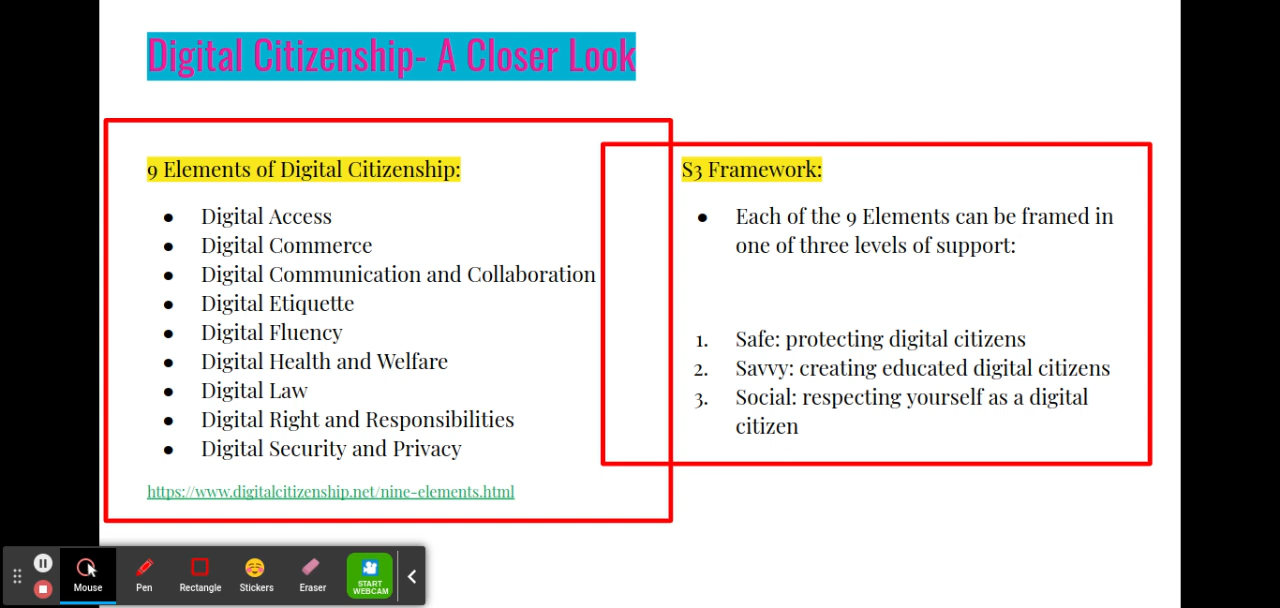 Digital Citizenship- A Closer Look
9 Elements of Digital Citizenship:
● Digital Access
● Digital Commerce
● Digital Communication and Collaboration
● Digital Etiquette
● Digital Fluency
● Digital Health and Welfare
● Digital Law
● Digital Right and Responsibilities
● Digital Security and Privacy
https://www.digitalcitizenship.net/nine-elements.html
S3 Framework:
● Each of the 9 Elements can be framed in
one of three levels of support:
1. Safe: protecting digital citizens
2. Savvy: creating educated digital citizens
3. Social: respecting yourself as a digital
citizen
Mouse
Pen
Rectangle
Stickers
Eraser
START
WEBCAM